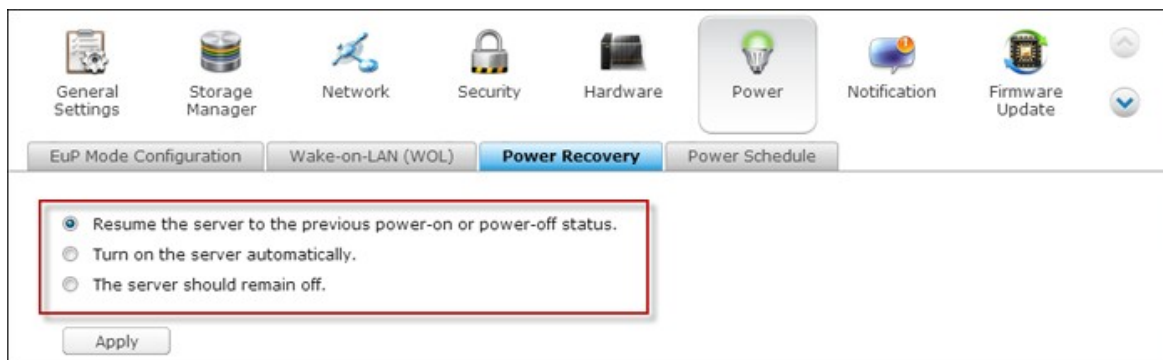 General Settings
Storage Manager
Network
Security
Hardware
Power
Notification
1
Firmware Update
EuP Mode Configuration
Wake-on-LAN (WOL)
Power Recovery
Power Schedule
Resume the server to the previous power-on or power-off status.
Turn on the server automatically.
The server should remain off.
Apply